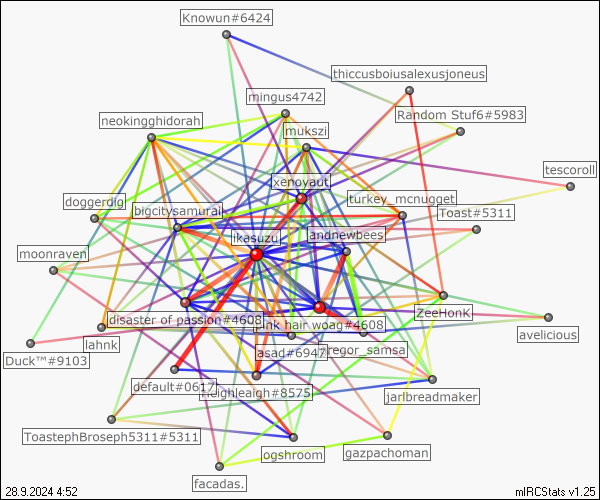 Knowun#6424
thiccusboiusalexusjoneus
mingus4742
Random Stuf6#5983
neokingghidorah
mukszi
tescoroll
xenoyaut
doggerdig
turkey_mcnugget
bigcitysamurai
Toast#5311
ikasuzu
andnewbees
moonraven
disaster of passion#4608
pink hair woag#4608
ZeeHonK
avelicious
lahnk
asad#6947
gregor_samsa
Duck™#9103
default#0617
Heighleigh#8575
jarlbreadmaker
ToastephBroseph5311#5311
ogshroom
gazpachoman
facadas.
28.9.2024 4:52
mIRCStats v1.25